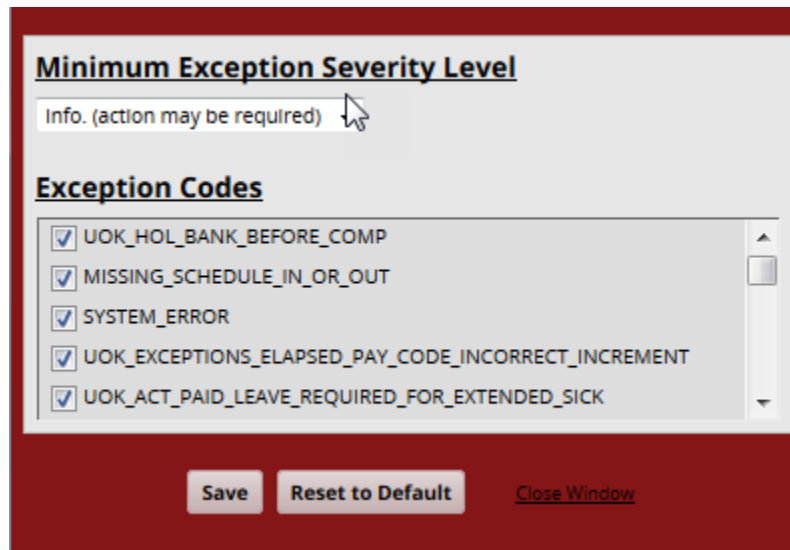 Minimum Exception Severity Level
Info. (action may be required)
Exception Codes
UOK_HOL_BANK_BEFORE_COMP
MISSING_SCHEDULE_IN_OR_OUT
SYSTEM_ERROR
UOK_EXCEPTIONS_ELAPSED_PAY_CODE_INCORRECT_INCREMENT
UOK_ACT_PAID_LEAVE_REQUIRED_FOR_EXTENDED_SICK
Save Reset to Default Close Window